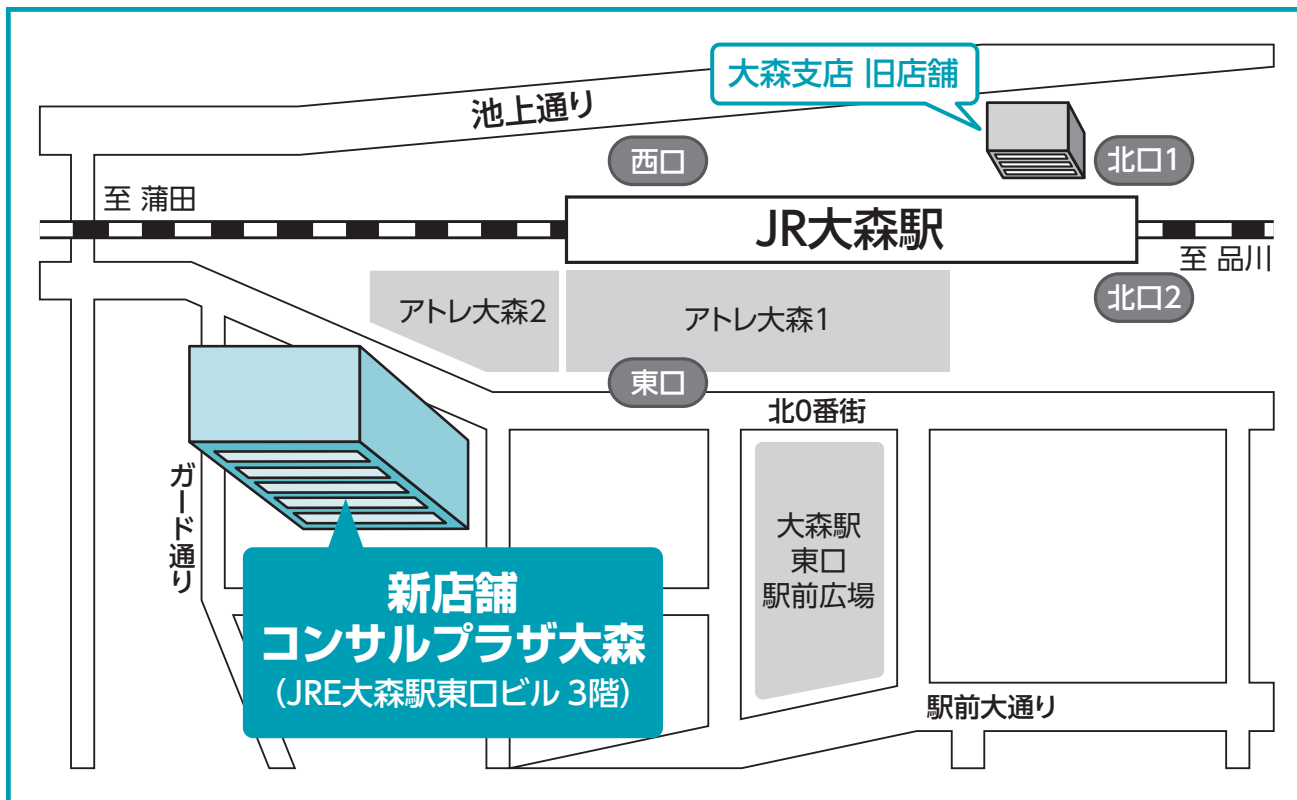 大森支店 旧店舗
池上通り
西口
北口1
至 蒲田
JR大森駅
至 品川
北口2
アトレ大森2
アトレ大森1
東口
北0番街
ガード通り
大森駅
東口
駅前広場
新店舗
コンサルプラザ大森
(JRE大森駅東口ビル 3階)
駅前大通り